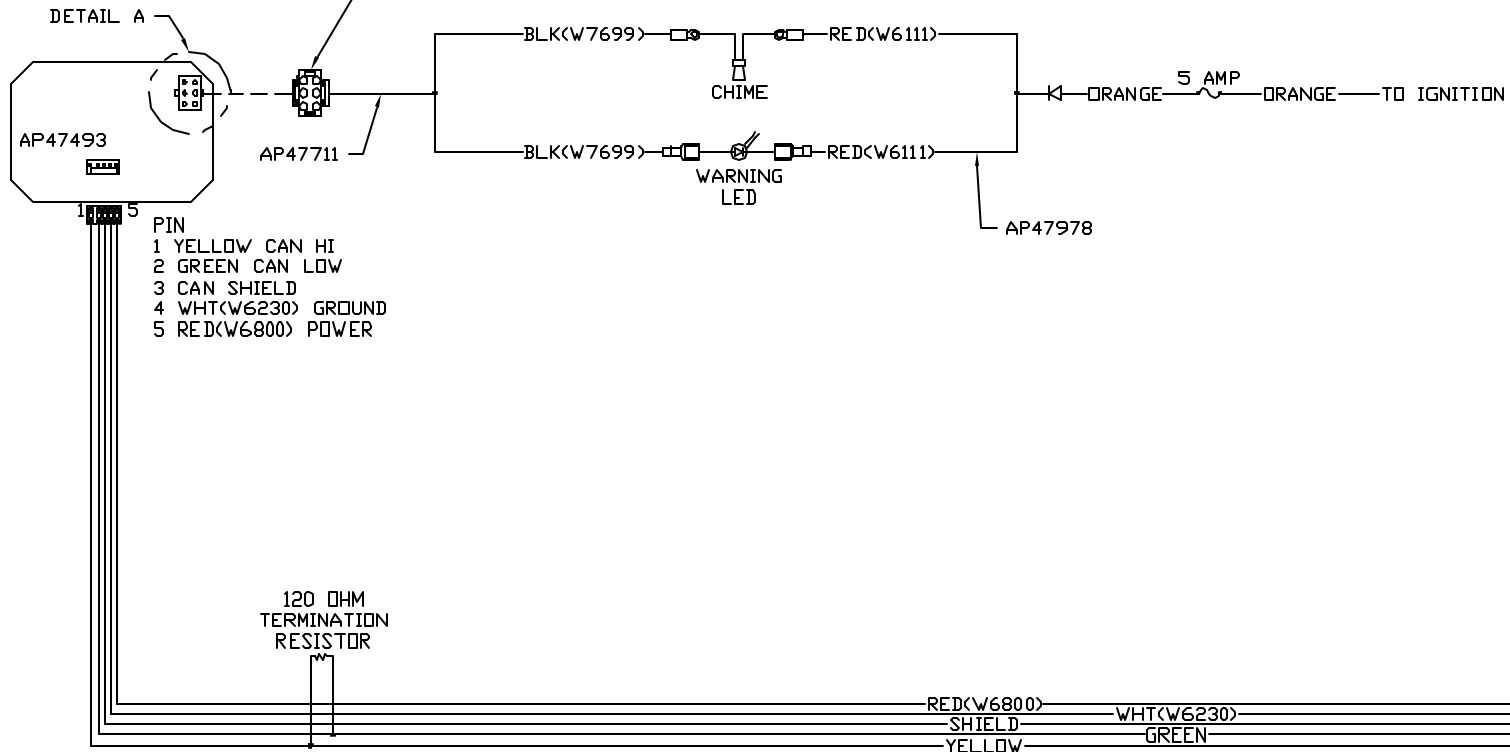 DETAIL A
BLK(W7699)
RED(W6111)
CHIME
5 AMP
ORANGE
ORANGE
TO IGNITION
AP47493
AP47711
BLK(W7699)
RED(W6111)
WARNING
LED
AP47978
1
5
PIN
1 YELLOW CAN HI
2 GREEN CAN LOW
3 CAN SHIELD
4 WHT(W6230) GROUND
5 RED(W6800) POWER
120 OHM
TERMINATION
RESISTOR
RED(W6800)
WHT(W6230)
SHIELD
GREEN
YELLOW